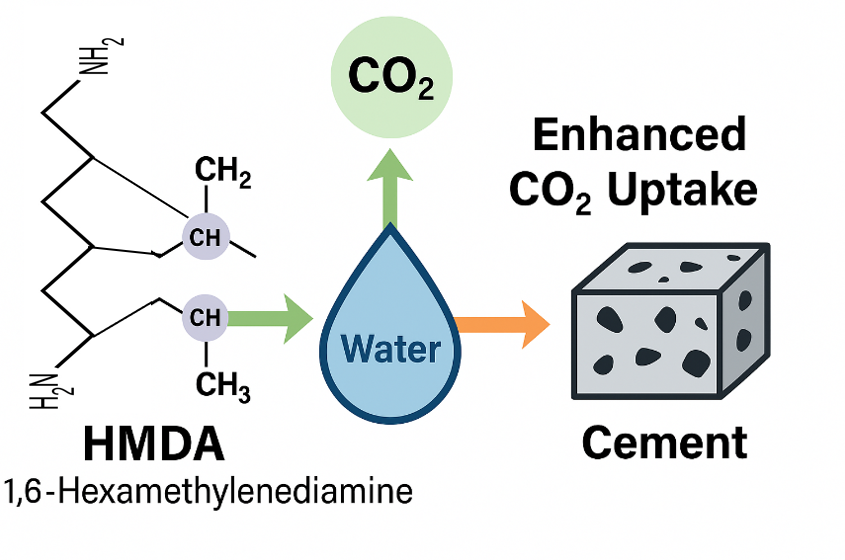 NH₂
CH₂
CH
CH
CH₃
H₂N
HMDA
1,6-Hexamethylenediamine
CO₂
Water
Enhanced
CO₂ Uptake
Cement